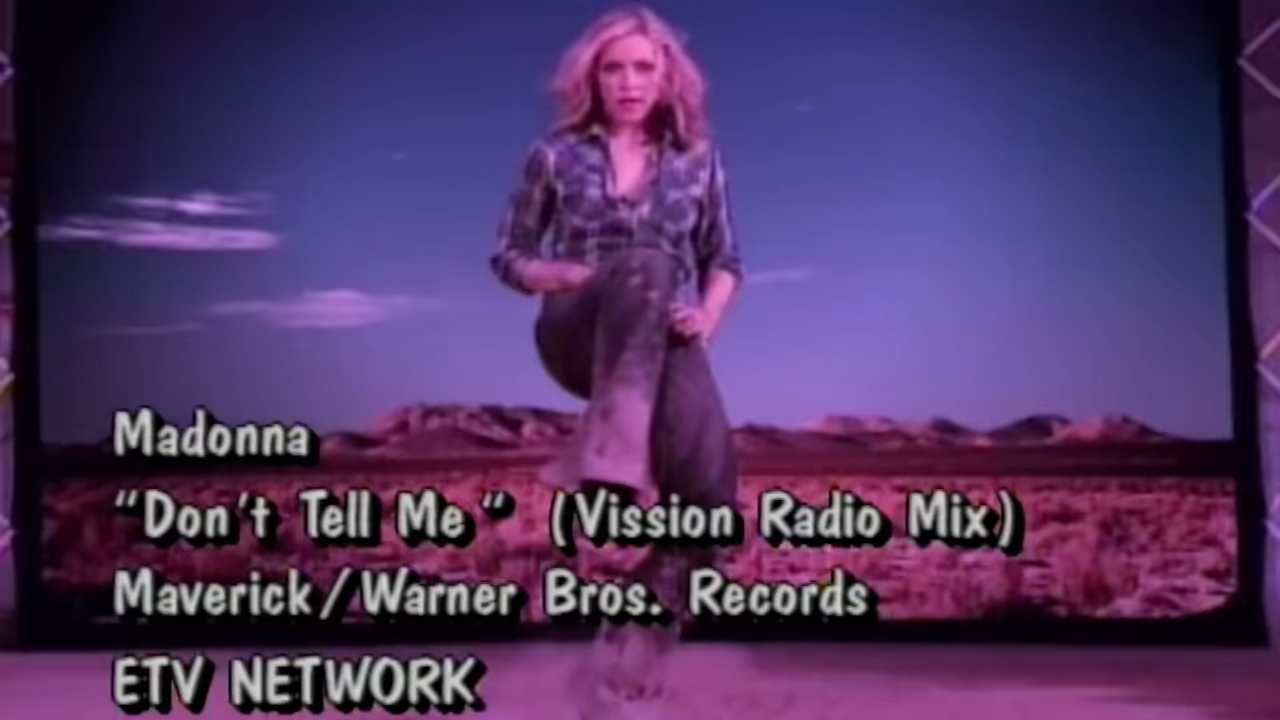 Madonna
“Don't Tell Me“ (Vission Radio Mix)
Maverick/Warner Bros. Records
ETV NETWORK